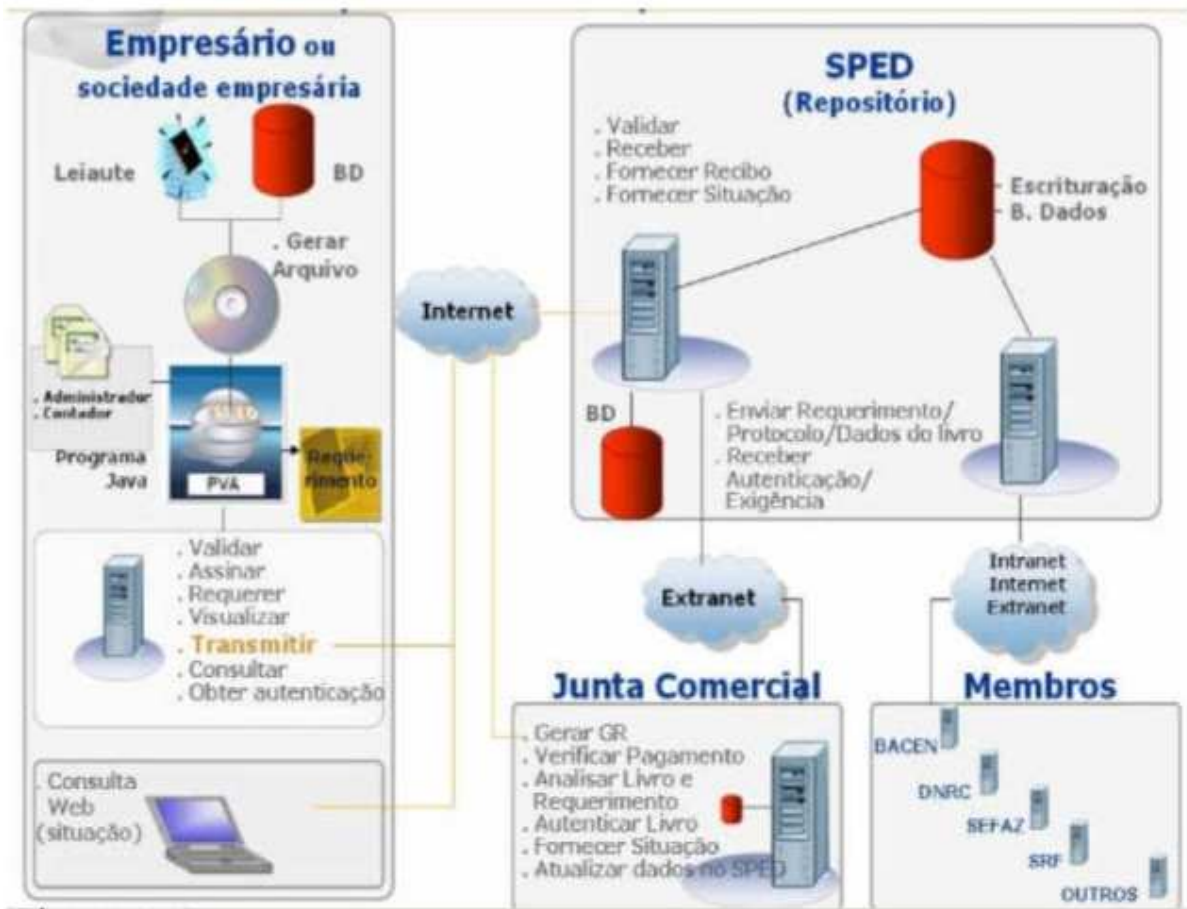 Empresário ou
sociedade empresária
Leiaute
BD
. Gerar
Arquivo
. Administrador
. Contador
Programa
Java
PVA
Reque-
rimento
. Validar
. Assinar
. Requerer
. Visualizar
. Transmitir
. Consultar
. Obter autenticação
. Consulta
Web
(situação)
Internet
SPED
(Repositório)
. Validar
. Receber
. Fornecer Recibo
. Fornecer Situação
Escrituração
B. Dados
BD
. Enviar Requerimento/
Protocolo/Dados do livro
. Receber
Autenticação/
Exigência
Extranet
Intranet
Internet
Extranet
Junta Comercial
. Gerar GR
. Verificar Pagamento
. Analisar Livro e
Requerimento
. Autenticar Livro
. Fornecer Situação
. Atualizar dados no SPED
Membros
BACEN
DNRC
SEFAZ
SRF
OUTROS